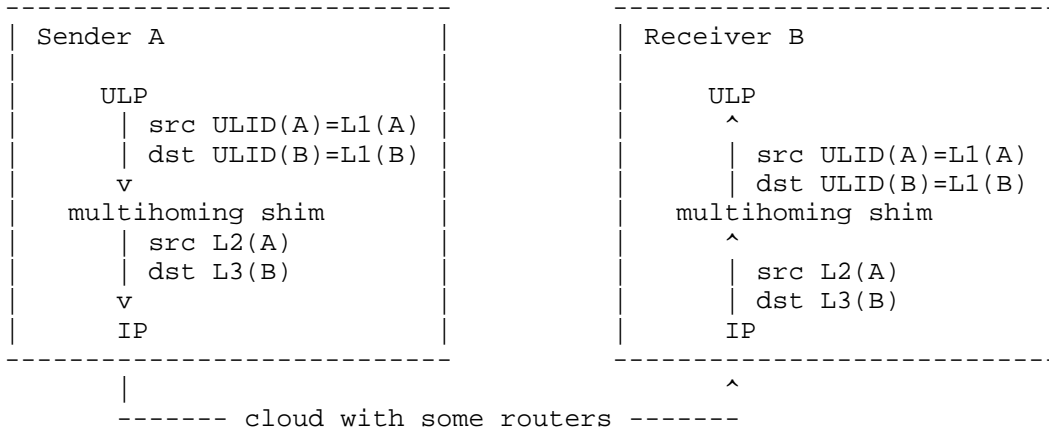 Sender A Receiver B
ULP ULP
src ULID(A)=L1(A) ^
dst ULID(B)=L1(B) src ULID(A)=L1(A)
v dst ULID(B)=L1(B)
multihoming shim multihoming shim
src L2(A) ^
dst L3(B) src L2(A)
v dst L3(B)
IP IP
^
------- cloud with some routers -------